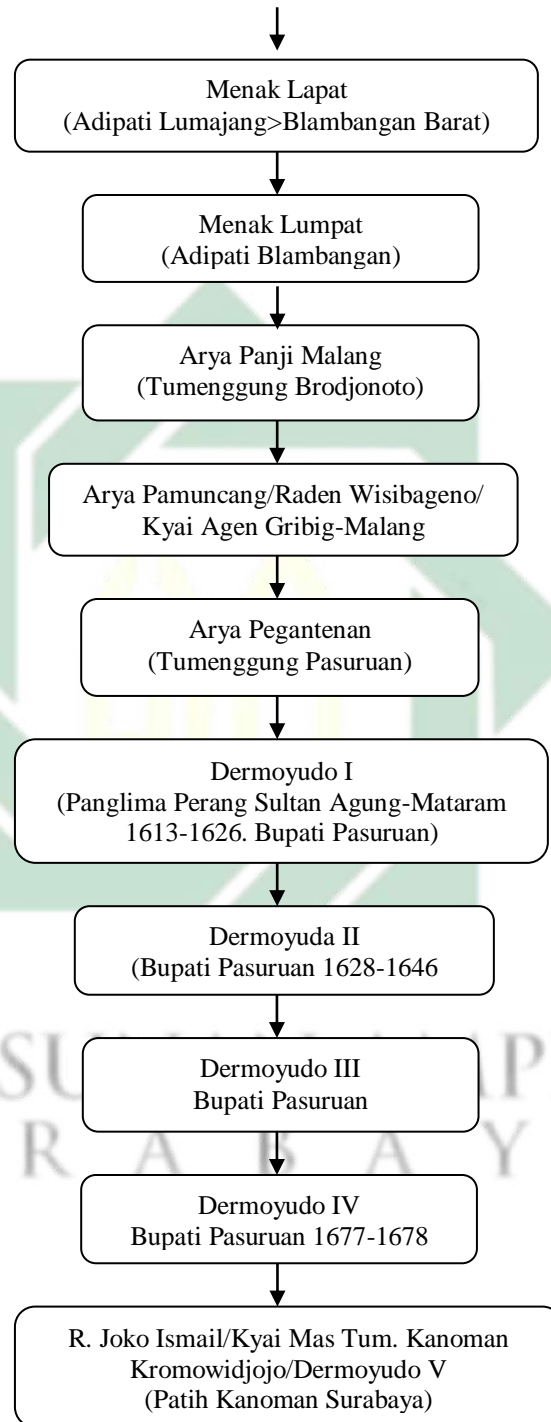 Menak Lapat
(Adipati Lumajang>Blambangan Barat)
Menak Lumpat
(Adipati Blambangan)
Arya Panji Malang
(Tumenggung Brodjonoto)
Arya Pamuncang/Raden Wisibageno/
Kyai Agen Gribig-Malang
Arya Pegantenan
(Tumenggung Pasuruan)
Dermoyudo I
(Panglima Perang Sultan Agung-Mataram
1613-1626. Bupati Pasuruan)
Dermoyuda II
(Bupati Pasuruan 1628-1646
Dermoyudo III
Bupati Pasuruan
Dermoyudo IV
Bupati Pasuruan 1677-1678
R. Joko Ismail/Kyai Mas Tum. Kanoman
Kromowidjojo/Dermoyudo V
(Patih Kanoman Surabaya)